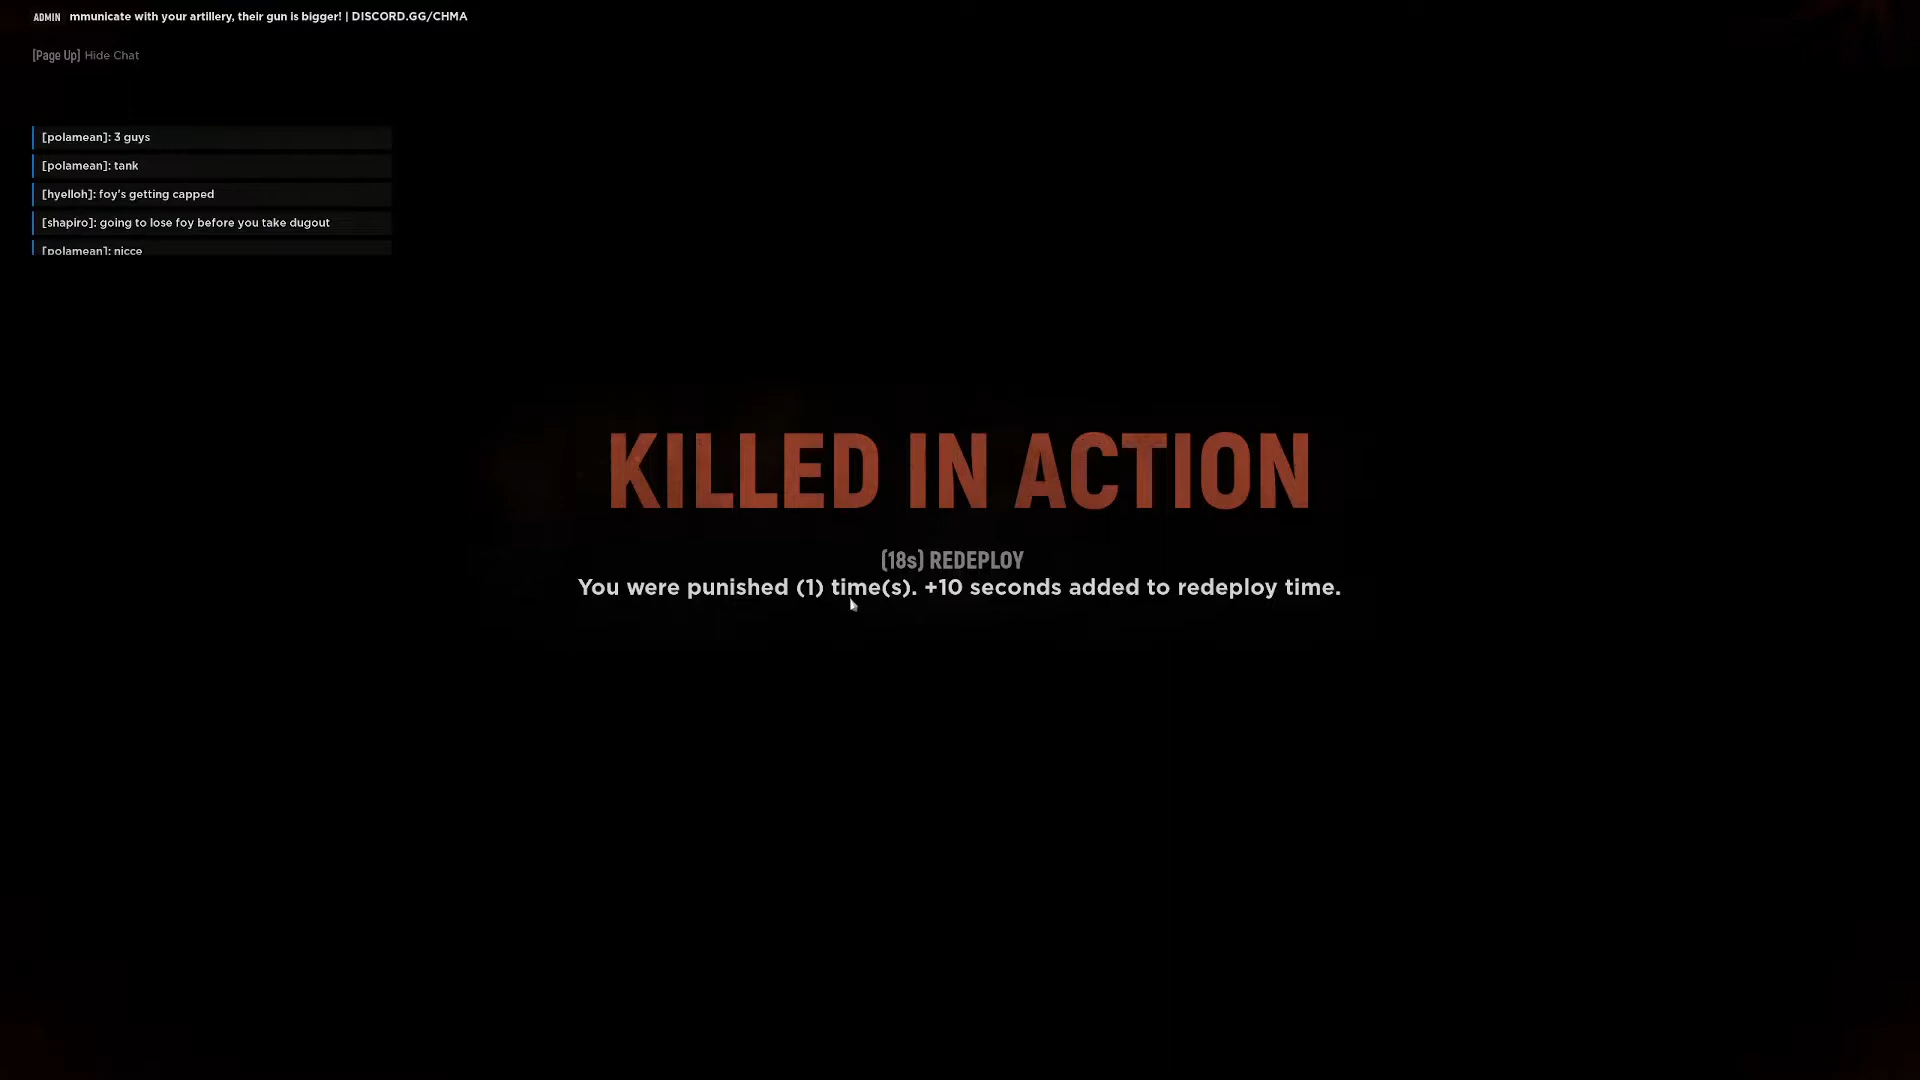 ADMIN mmunicate with your artillery, their gun is bigger! | DISCORD.GG/CHMA
[Page Up] Hide Chat
[polamean]: 3 guys
[polamean]: tank
[hyelloh]: foy's getting capped
[shapiro]: going to lose foy before you take dugout
[polamean]: nicce
KILLED IN ACTION
(18s) REDEPLOY
You were punished (1) time(s). +10 seconds added to redeploy time.